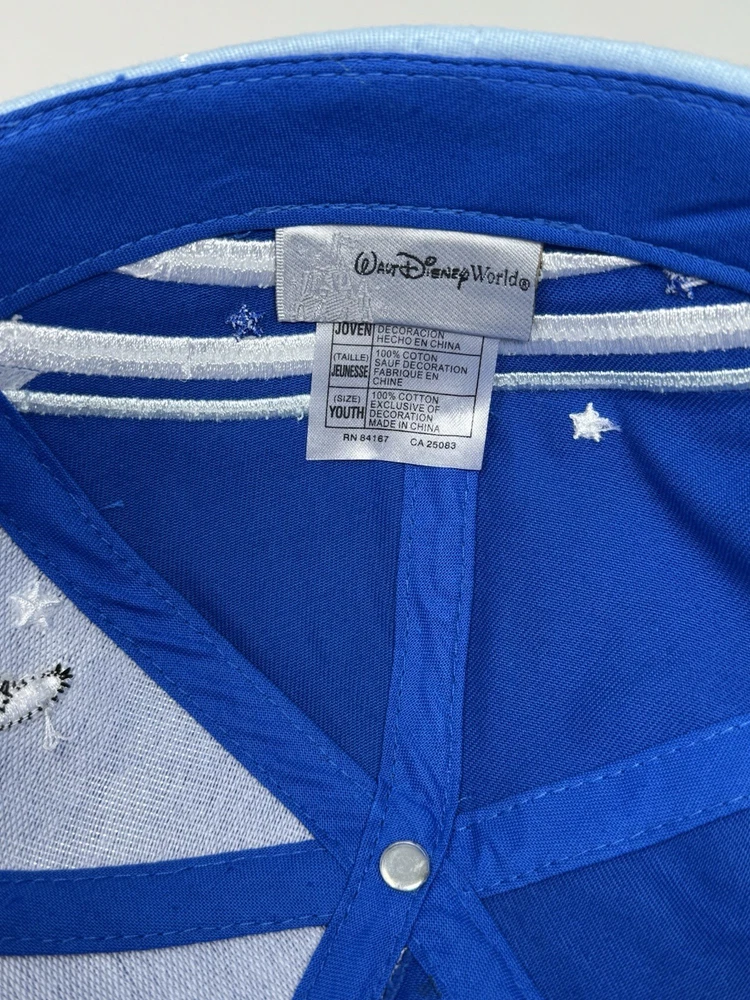 WALT DISNEY World®
JOVEN DECORACION
HECHO EN CHINA
(TAILLE) 100% COTON
JEUNESSE SAUF DECORATION
FABRIQUE EN
CHINE
(SIZE) 100% COTTON
YOUTH EXCLUSIVE OF
DECORATION
MADE IN CHINA
RN 84167 CA 25083